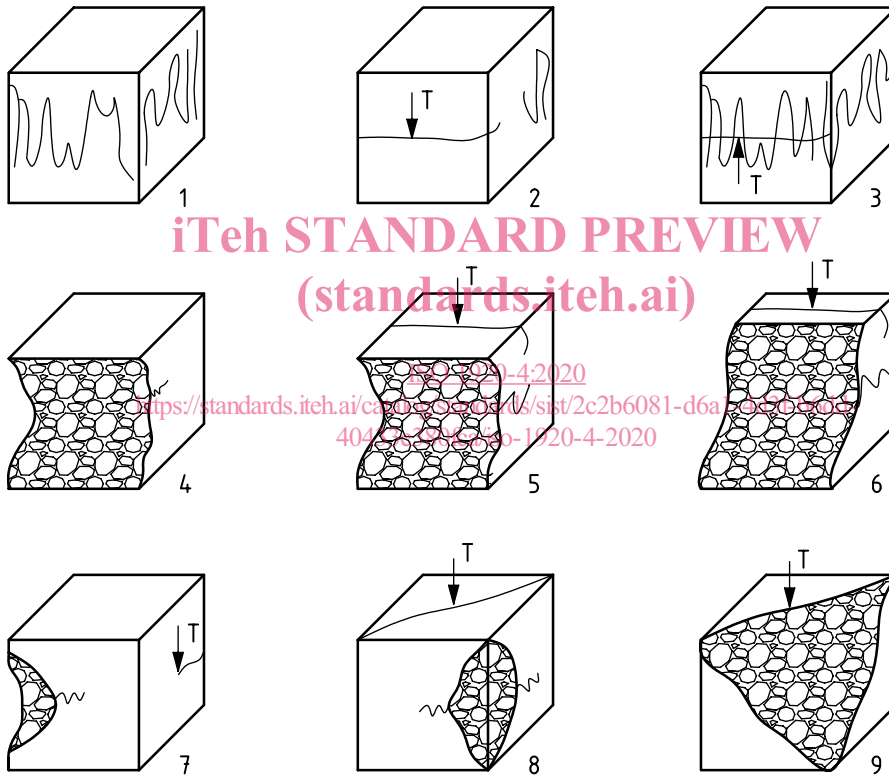 T
T
1
2
3
iTeh STANDARD PREVIEW
(standards.iteh.ai)
T
T
ISO 1920-4:2020
4
5
6
T
T
T
7
8
9